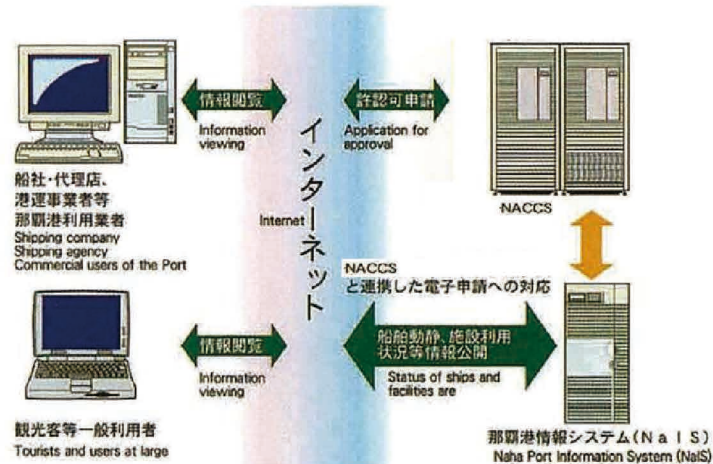 情報閲覧
Information
viewing
許認可申請
Application for
approval
船社・代理店、
港運事業者等
那覇港利用業者
Shipping company
Shipping agency
Commercial users of the Port
インターネット
Internet
NACCS
NACCS
と連携した電子申請への対応
情報閲覧
Information
viewing
船舶動静、施設利用
状況等情報公開
Status of ships and
facilities are
観光客等一般利用者
Tourists and users at large
那覇港情報システム(NaIS)
Naha Port Information System (NaIS)